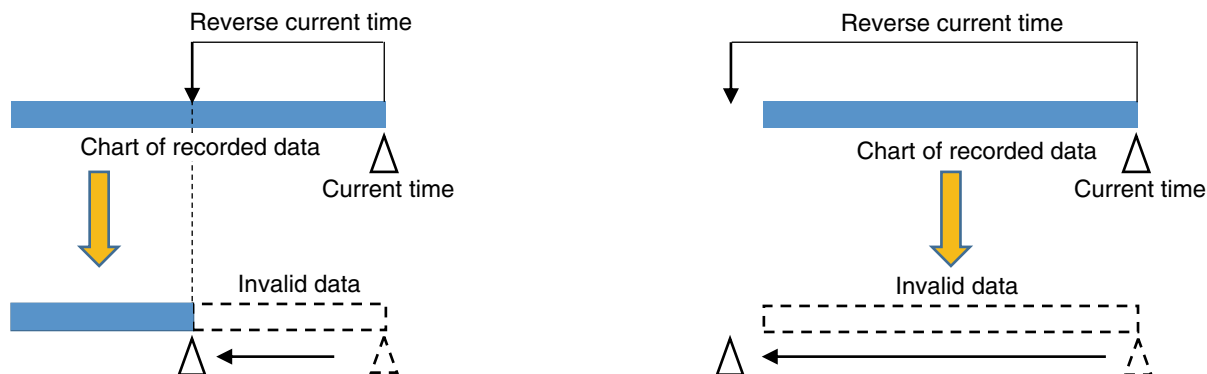 Reverse current time
Chart of recorded data
Current time
Invalid data
Reverse current time
Chart of recorded data
Current time
Invalid data